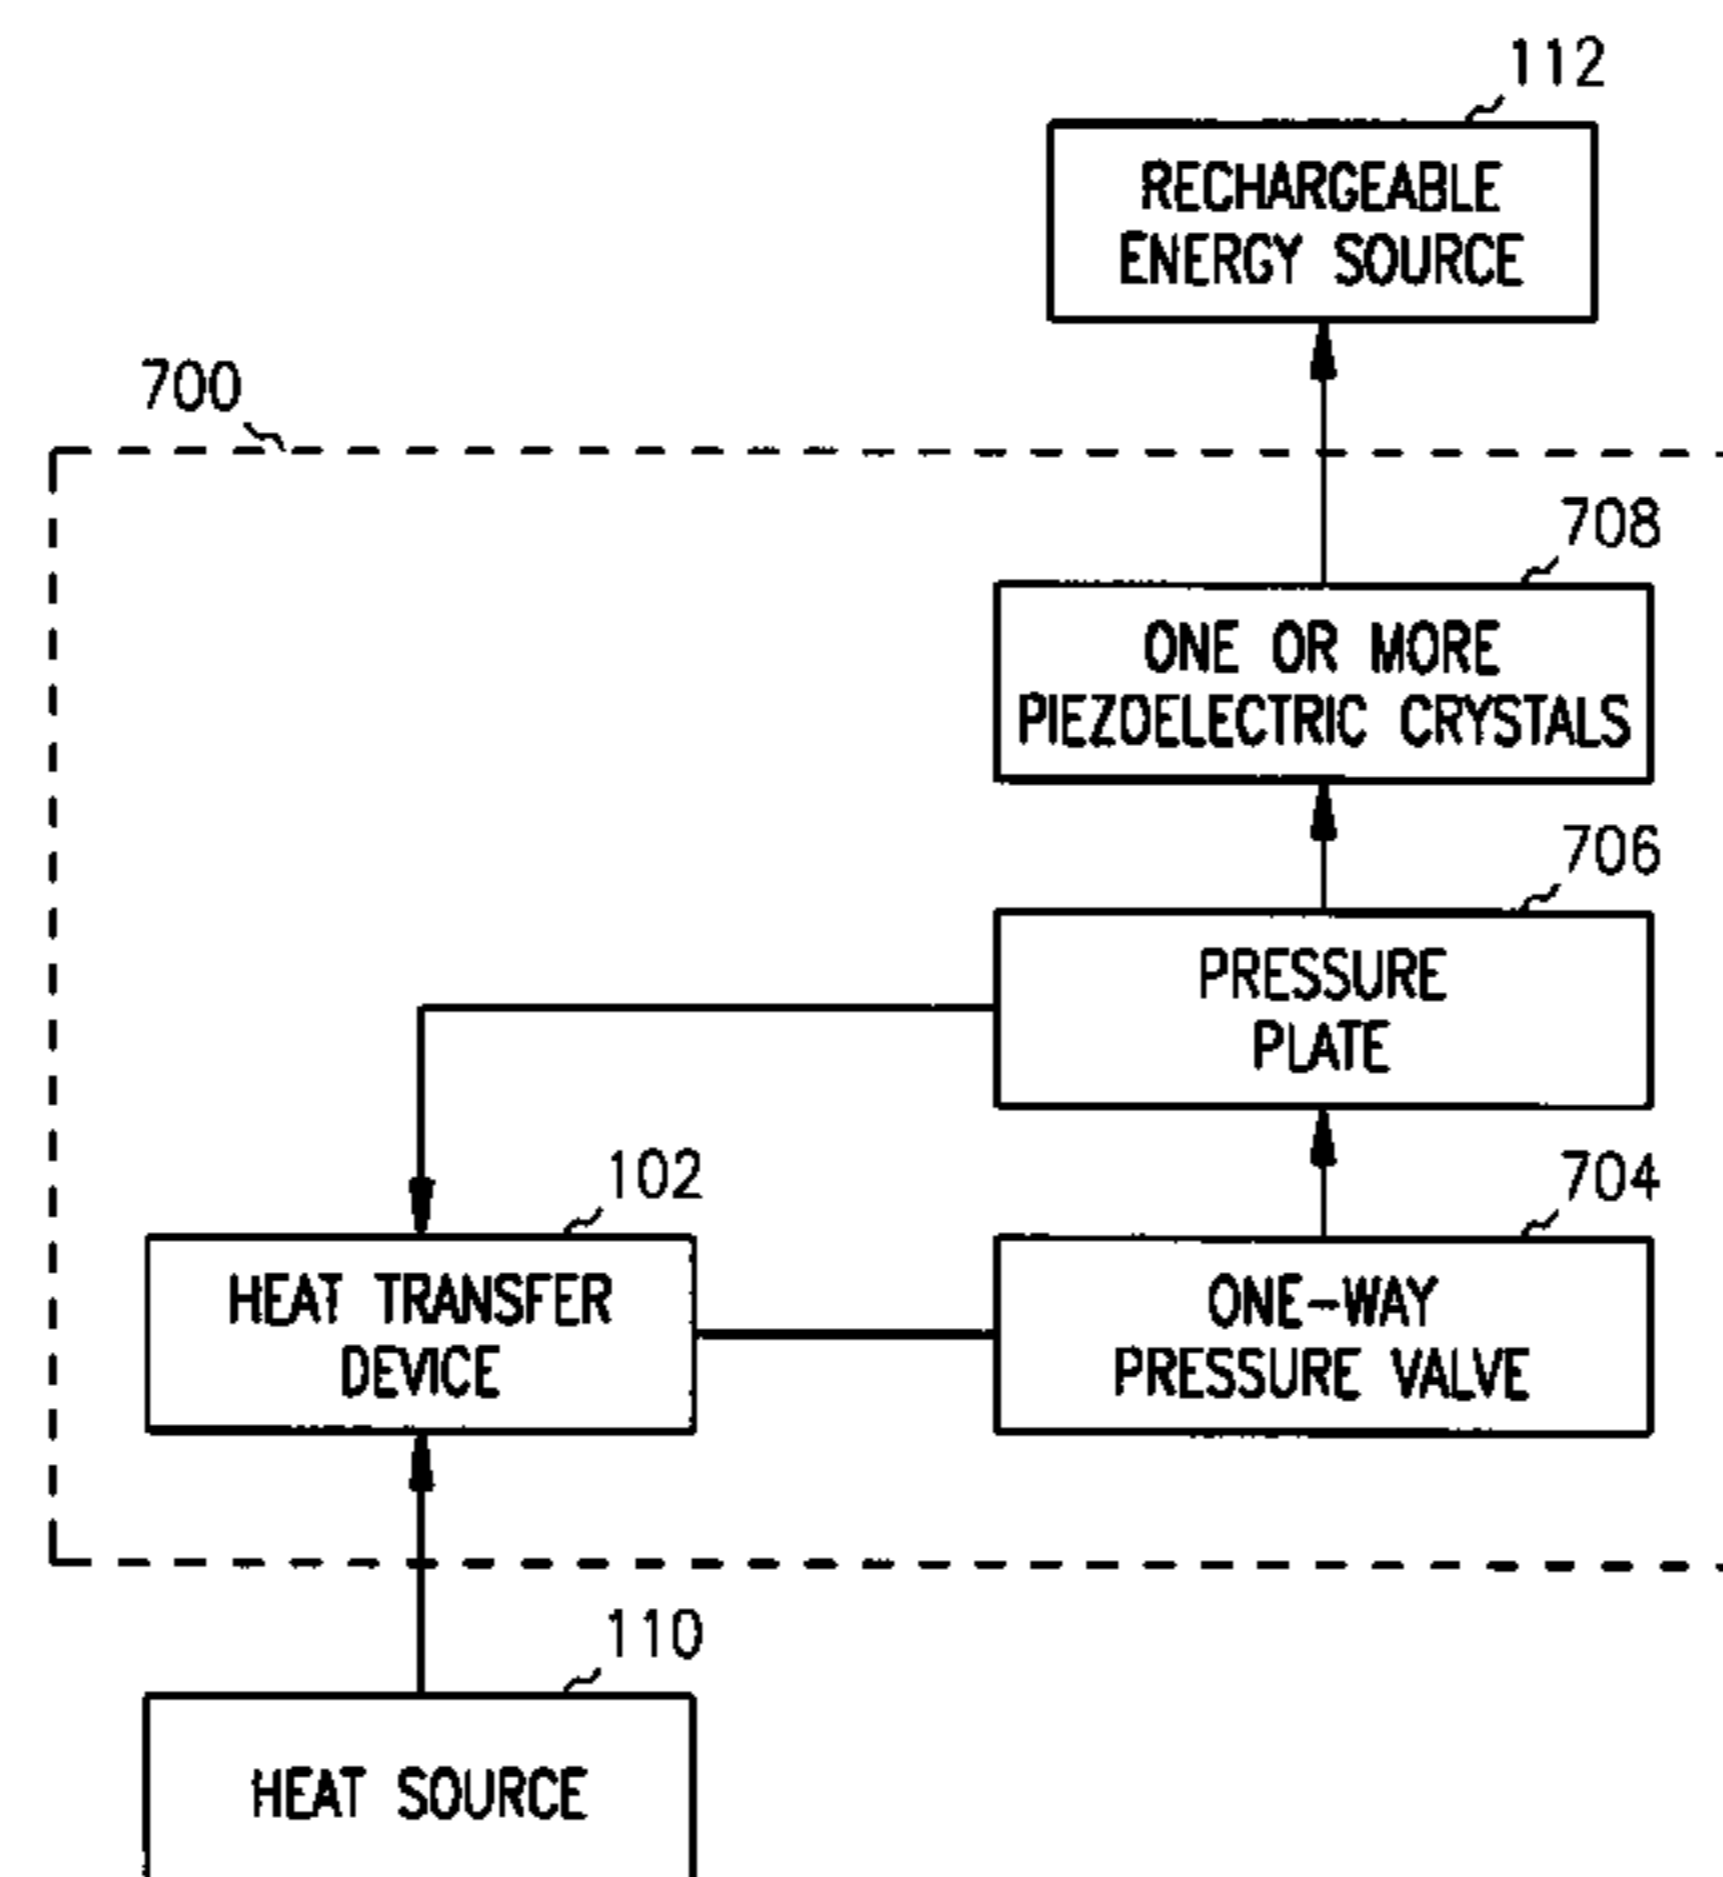 112
RECHARGEABLE
ENERGY SOURCE
700
708
ONE OR MORE
PIEZOELECTRIC CRYSTALS
706
PRESSURE
PLATE
102
704
HEAT TRANSFER
DEVICE
ONE-WAY
PRESSURE VALVE
110
HEAT SOURCE